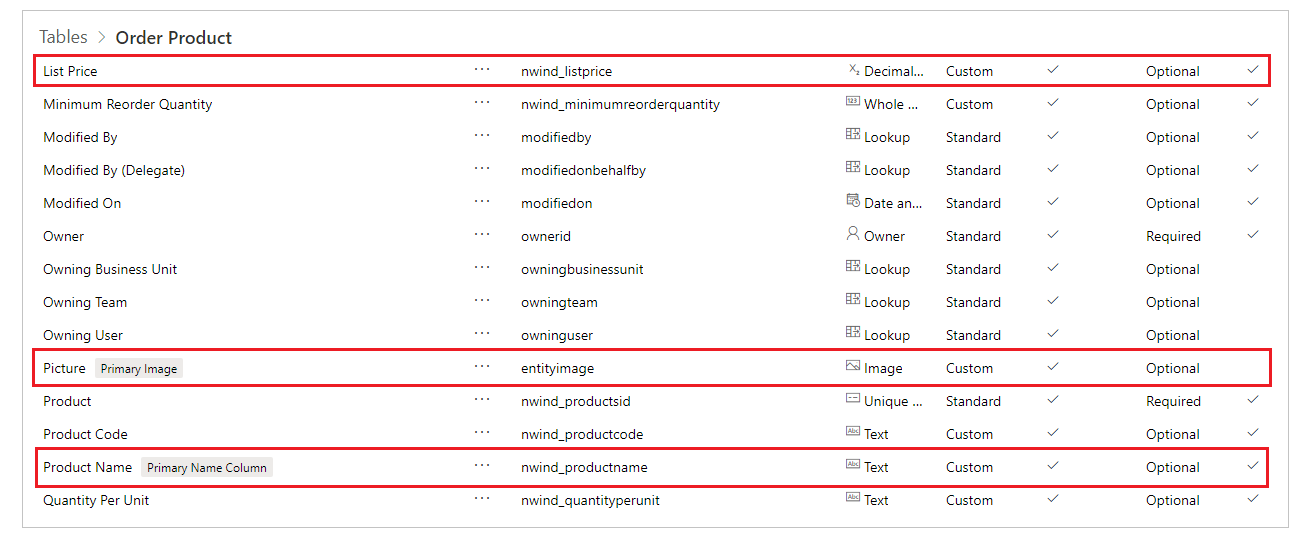 Tables > Order Product
List Price ··· nwind_listprice Decimal... Custom Optional
Minimum Reorder Quantity ··· nwind_minimumreorderquantity 123 Whole ... Custom Optional
Modified By ··· modifiedby Lookup Standard Optional
Modified By (Delegate) ··· modifiedonbehalfby Lookup Standard Optional
Modified On ··· modifiedon Date an... Standard Optional
Owner ··· ownerid Owner Standard Required
Owning Business Unit ··· owningbusinessunit Lookup Standard Optional
Owning Team ··· owningteam Lookup Standard Optional
Owning User ··· owninguser Lookup Standard Optional
Picture Primary Image ··· entityimage Image Custom Optional
Product ··· nwind_productsid Unique ... Standard Required
Product Code ··· nwind_productcode Abc Text Custom Optional
Product Name Primary Name Column ··· nwind_productname Abc Text Custom Optional
Quantity Per Unit ··· nwind_quantityperunit Abc Text Custom Optional